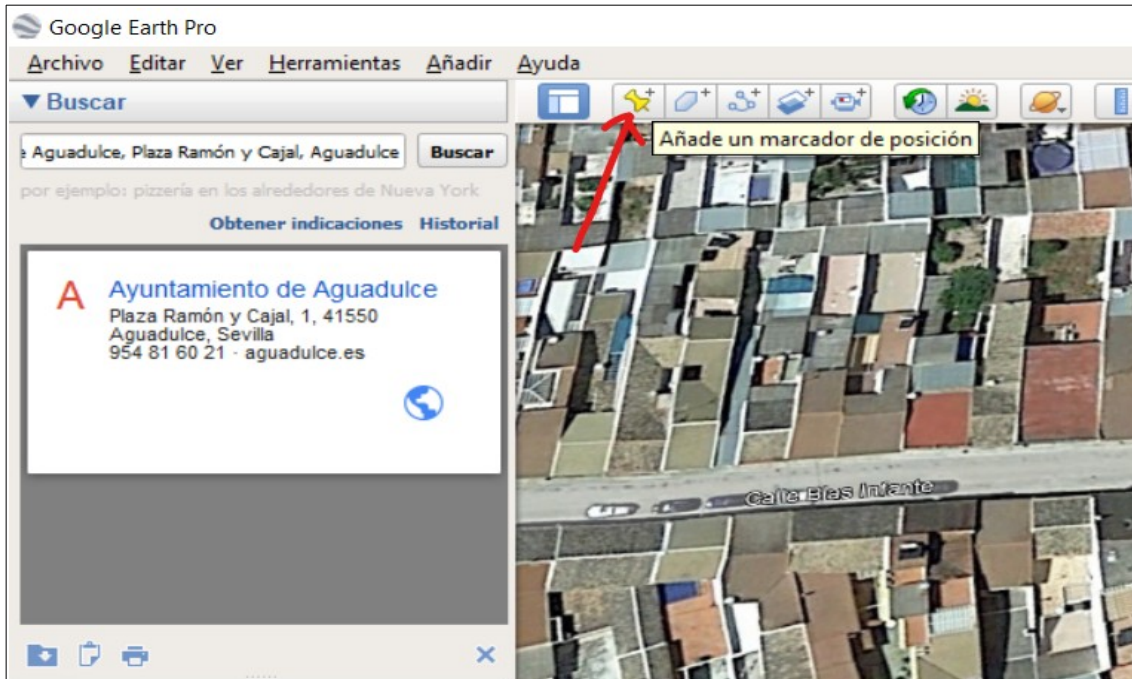 Google Earth Pro
Archivo Editar Ver Herramientas Añadir Ayuda
Buscar
Aguadulce, Plaza Ramón y Cajal, Aguadulce Buscar
por ejemplo: pizzería en los alrededores de Nueva York
Obtener indicaciones Historial
A Ayuntamiento de Aguadulce
Plaza Ramón y Cajal, 1, 41550
Aguadulce, Sevilla
954 81 60 21 · aguadulce.es
Añade un marcador de posición
Calle Blas Infante